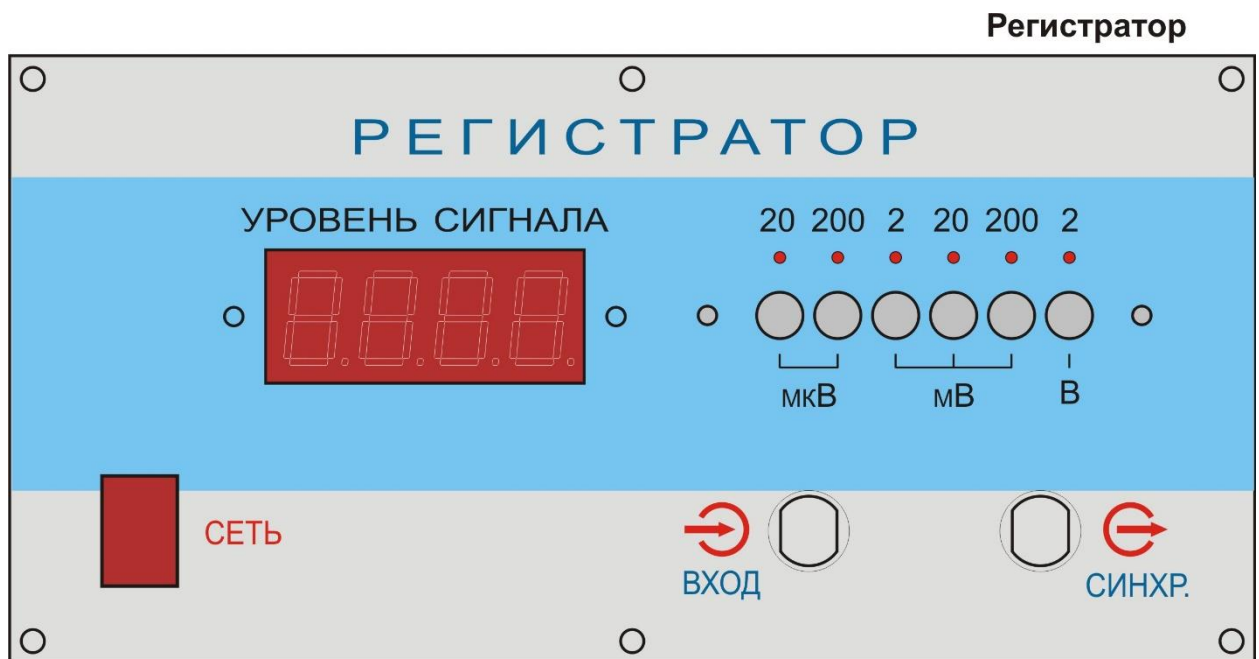 Регистратор
РЕГИСТРАТОР
УРОВЕНЬ СИГНАЛА
20 200 2 20 200 2
мкВ мВ В
СЕТЬ
ВХОД
СИНХР.